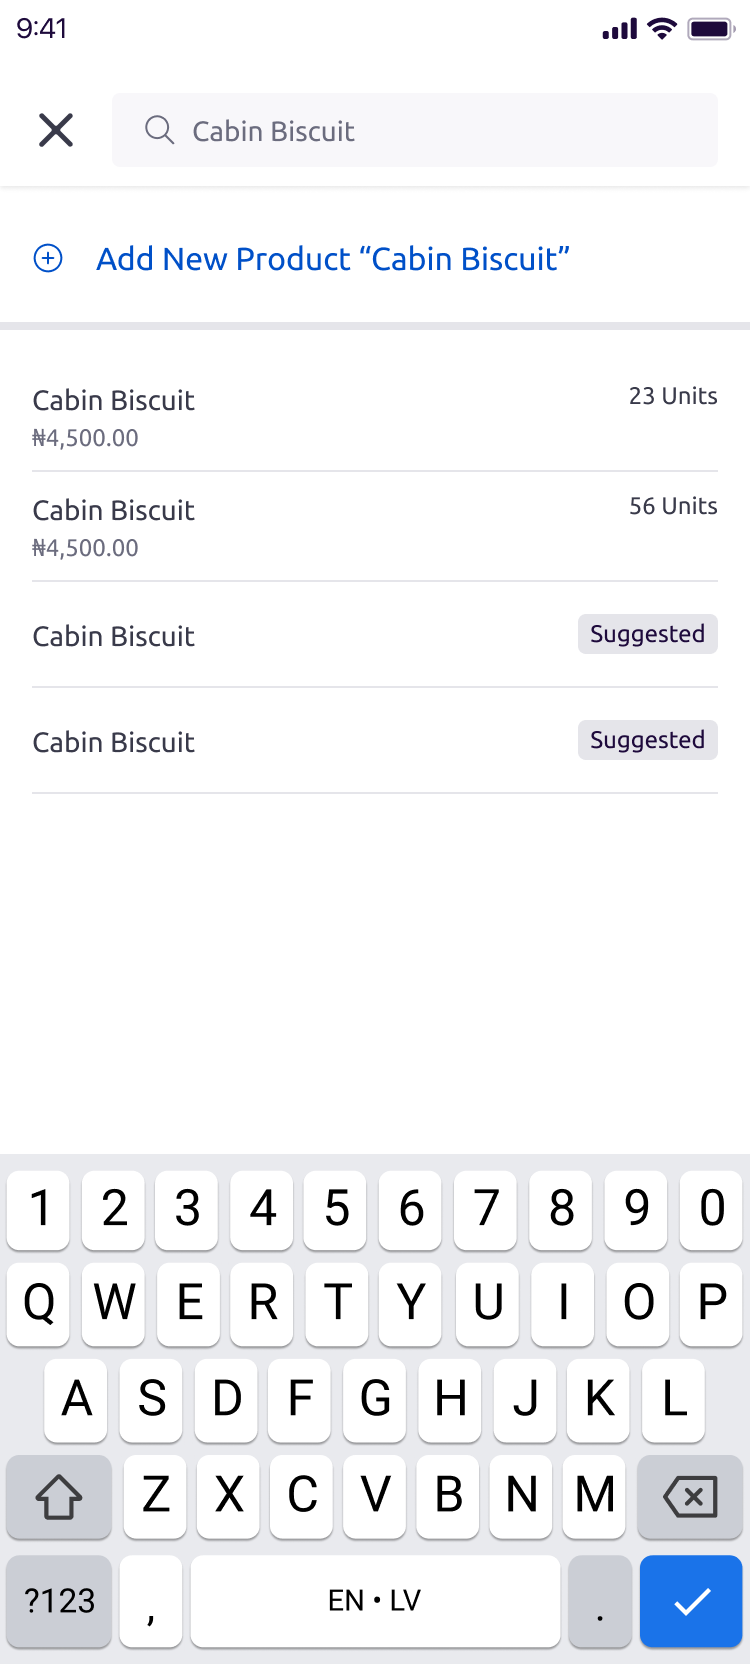 9:41
Cabin Biscuit
Add New Product “Cabin Biscuit”
Cabin Biscuit
23 Units
₦4,500.00
Cabin Biscuit
56 Units
₦4,500.00
Cabin Biscuit
Suggested
Cabin Biscuit
Suggested
1 2 3 4 5 6 7 8 9 0
Q W E R T Y U I O P
A S D F G H J K L
Z X C V B N M
?123 , EN • LV .